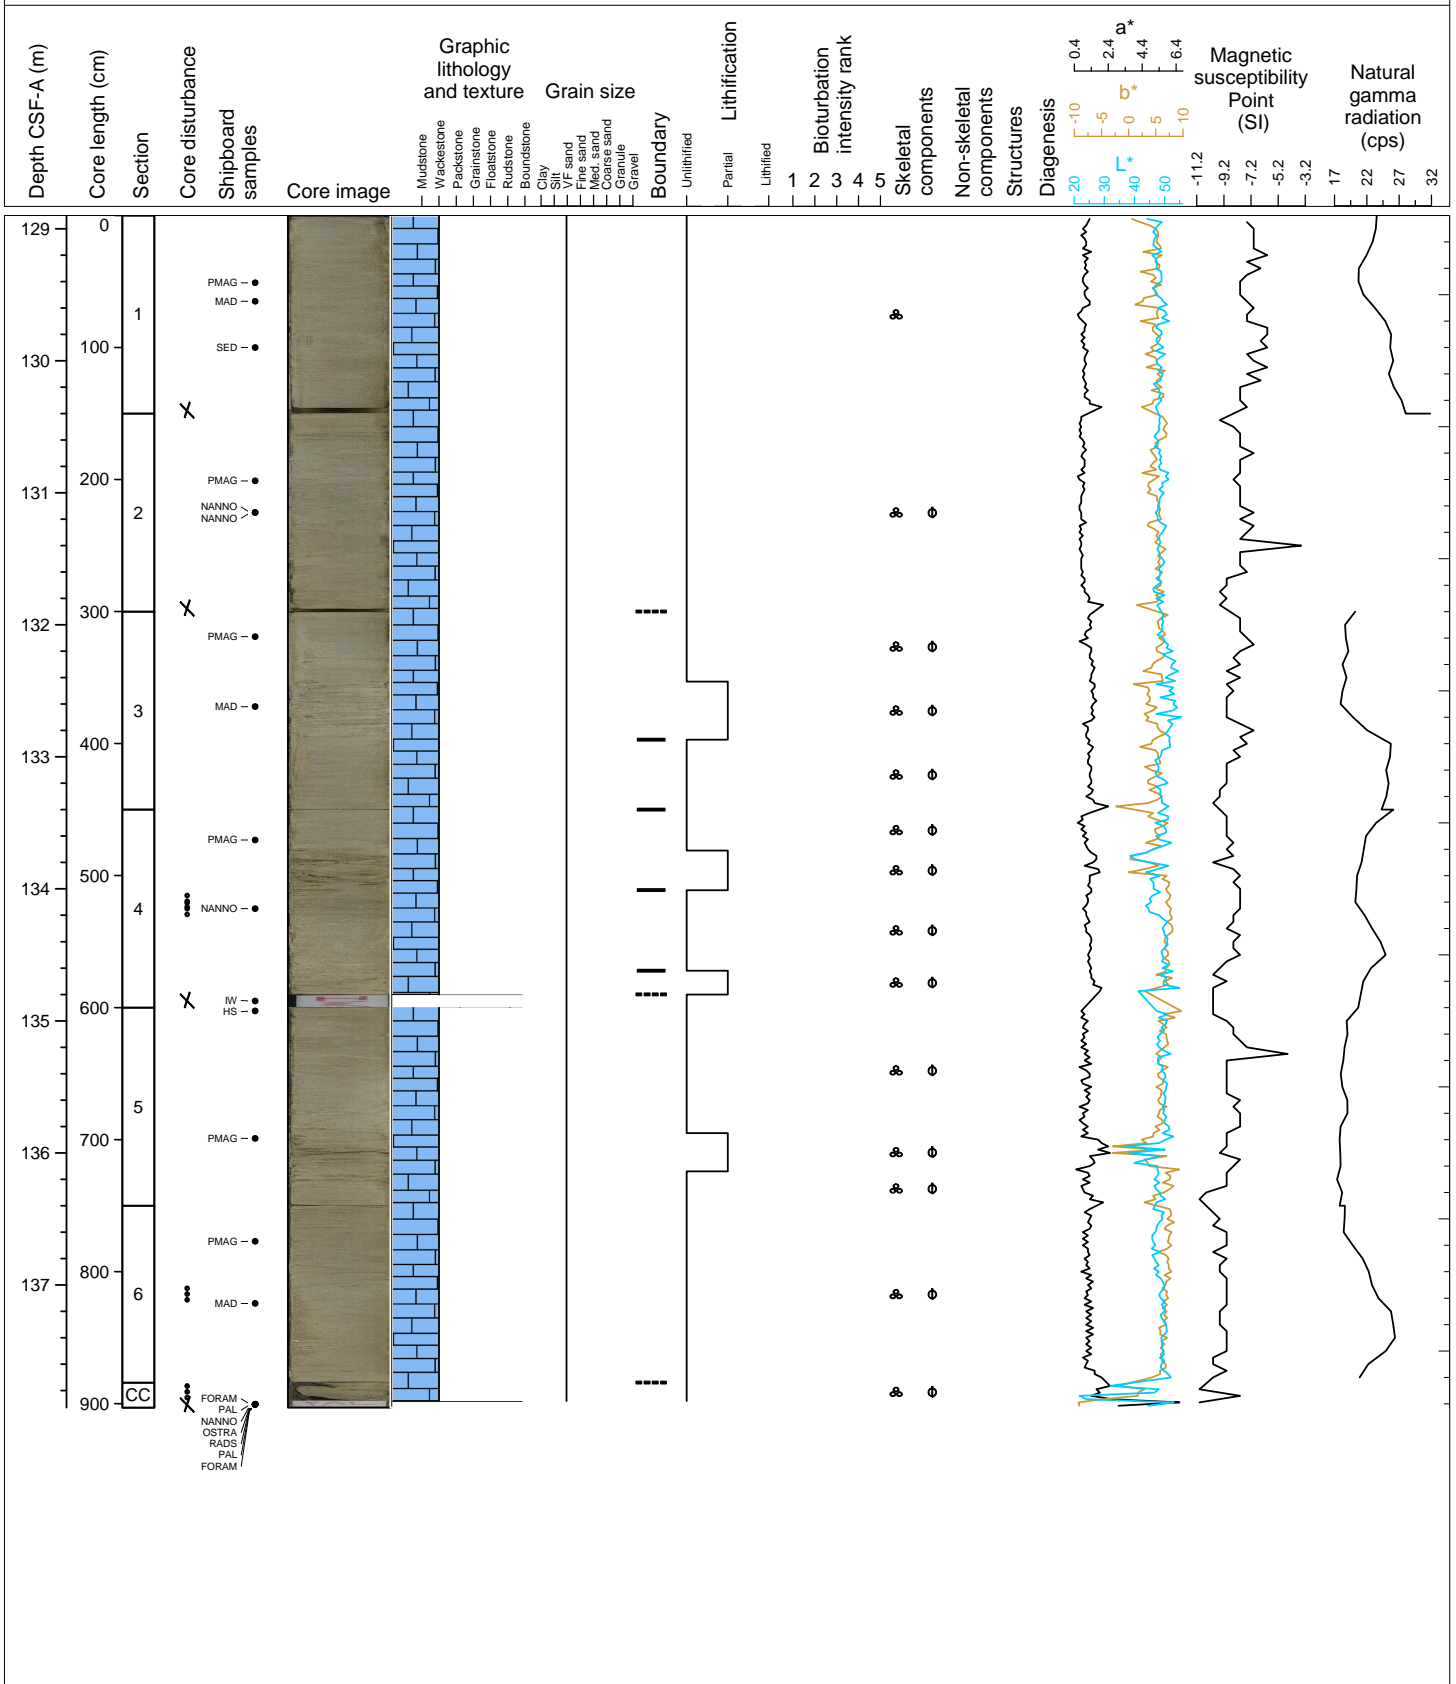 Depth CSF-A (m)
Core length (cm)
Section
Core disturbance
Shipboard
samples
Core image
Graphic
lithology
and texture
Mudstone
Wackestone
Packstone
Grainstone
Floatstone
Rudstone
Boundstone
Grain size
Clay
Silt
VF sand
Fine sand
Med. sand
Coarse sand
Granule
Gravel
Boundary
Lithification
Unlithified
Partial
Lithified
Bioturbation
intensity rank
1 2 3 4 5
Skeletal
components
Non-skeletal
components
Structures
Diagenesis
a*
0.4 2.4 4.4 6.4
b*
-10 -5 0 5 10
L*
20 30 40 50
Magnetic
susceptibility
Point
(SI)
-11.2 -9.2 -7.2 -5.2 -3.2
Natural
gamma
radiation
(cps)
17 22 27 32
129
130
131
132
133
134
135
136
137
0
100
200
300
400
500
600
700
800
900
1
2
3
4
5
6
CC
PMAG
MAD
SED
PMAG
NANNO
NANNO
PMAG
MAD
PMAG
NANNO
IW
HS
PMAG
PMAG
MAD
FORAM
PAL
NANNO
OSTRA
RADS
PAL
FORAM